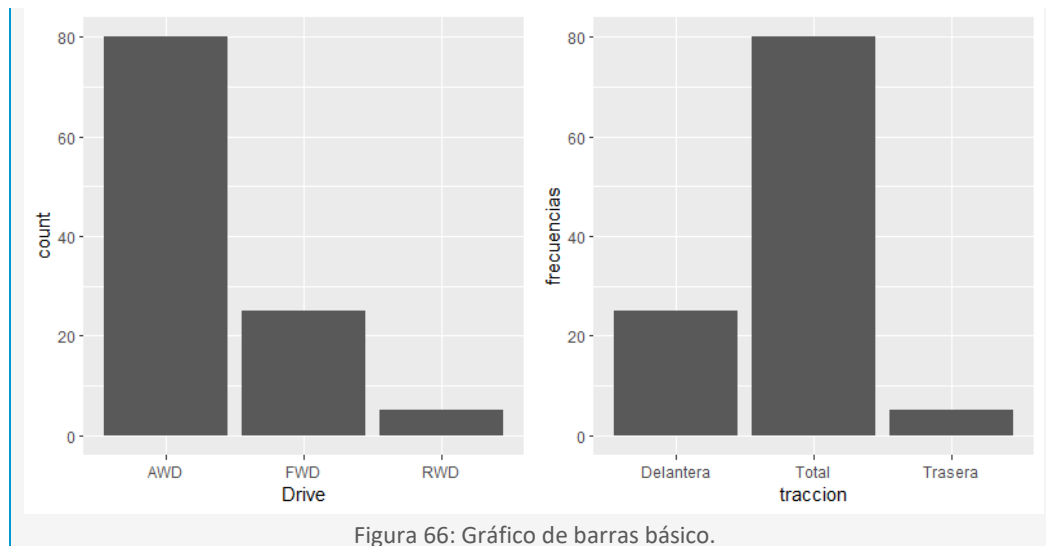 80
60
40
20
0
count
AWD FWD RWD
Drive
80
60
40
20
0
frecuencias
Delantera Total Trasera
traccion
Figura 66: Gráfico de barras básico.